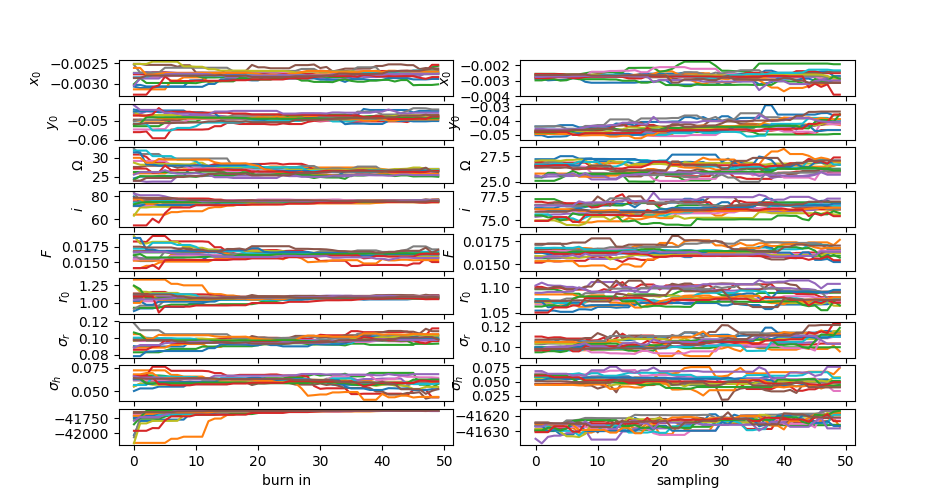 x₀ −0.0025 −0.0030 x₀ −0.002 −0.003 −0.004
y₀ −0.05 −0.06 y₀ −0.03 −0.04 −0.05
Ω 30 25 Ω 27.5 25.0
i 80 60 i 77.5 75.0
F 0.0175 0.0150 F 0.0175 0.0150
r₀ 1.25 1.00 r₀ 1.10 1.05
σᵣ 0.12 0.10 0.08 σᵣ 0.12 0.10
σₕ 0.075 0.050 σₕ 0.075 0.050 0.025
−41750 −42000 −41620 −41630
0 10 20 30 40 50 0 10 20 30 40 50
burn in sampling